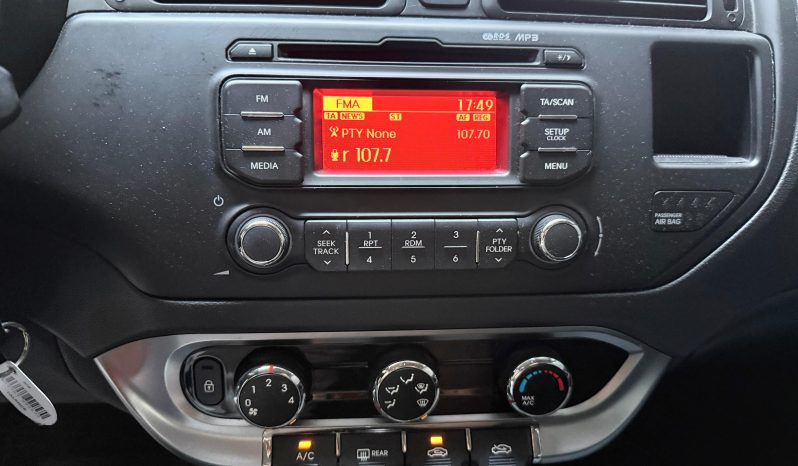 RDS MP3
FM
AM
MEDIA
FMA 17:49
TA NEWS ST AF REG
PTY None 107.70
r 107.7
TA/SCAN
SETUP
CLOCK
MENU
PASSENGER
AIR BAG
SEEK
TRACK
1
RPT
4
2
RDM
5
3
6
PTY
FOLDER
0 1 2 3 4
MAX
A/C
A/C
REAR